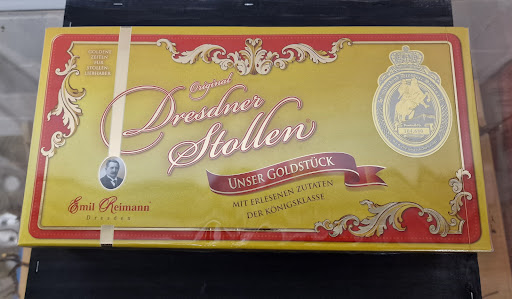 Original
Dresdner
Stollen
UNSER GOLDSTÜCK
MIT ERLESENEN ZUTATEN
DER KÖNIGSKLASSE
Emil Reimann
Dresden